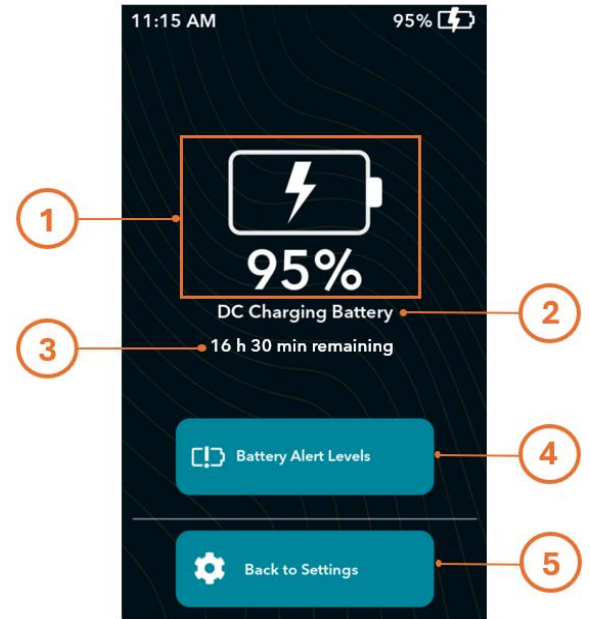 11:15 AM 95%
1
95%
DC Charging Battery
2
3
16 h 30 min remaining
Battery Alert Levels
4
Back to Settings
5